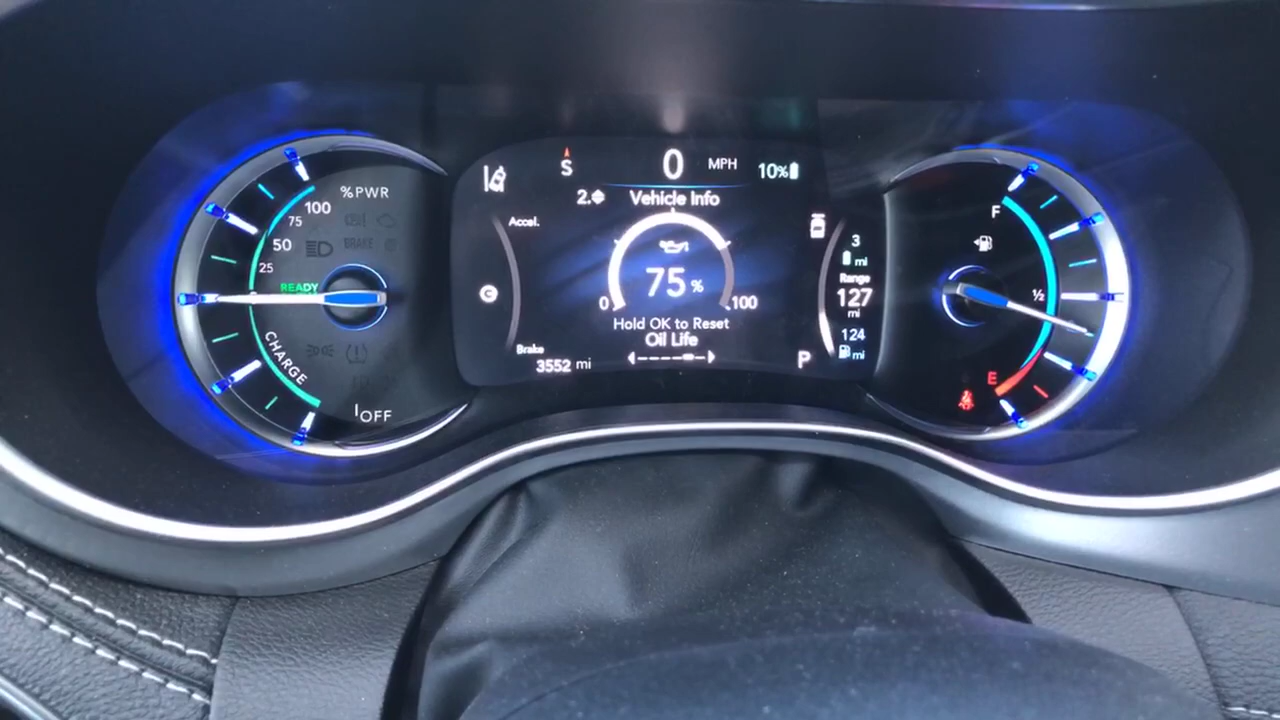 %PWR
100
75
50
25
READY
BRAKE
CHARGE
OFF
S
0 MPH
10%
2.
Vehicle Info
Accel.
C
75 %
0
100
Hold OK to Reset
Oil Life
Brake
3552 mi
P
3
mi
Range
127
mi
124
mi
F
½
E